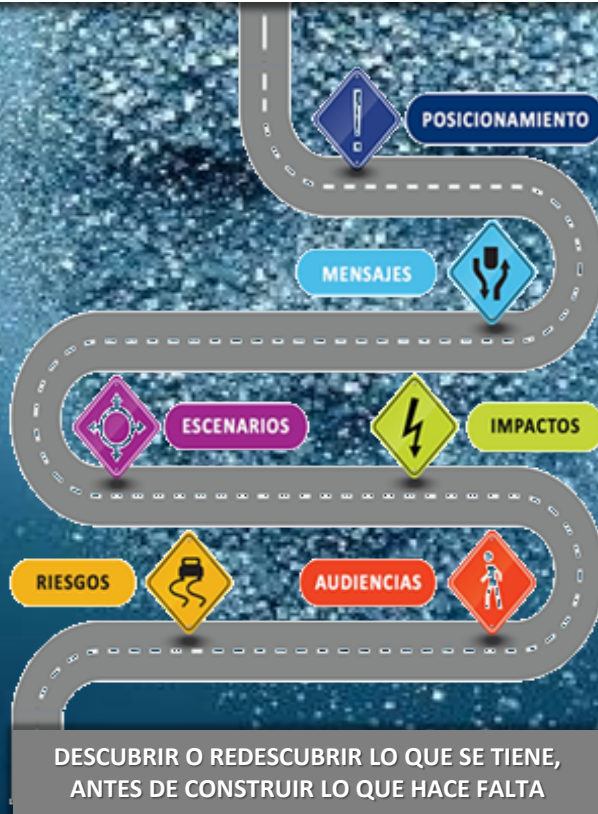 POSICIONAMIENTO
MENSAJES
ESCENARIOS
IMPACTOS
RIESGOS
AUDIENCIAS
DESCUBRIR O REDESCUBRIR LO QUE SE TIENE,
ANTES DE CONSTRUIR LO QUE HACE FALTA